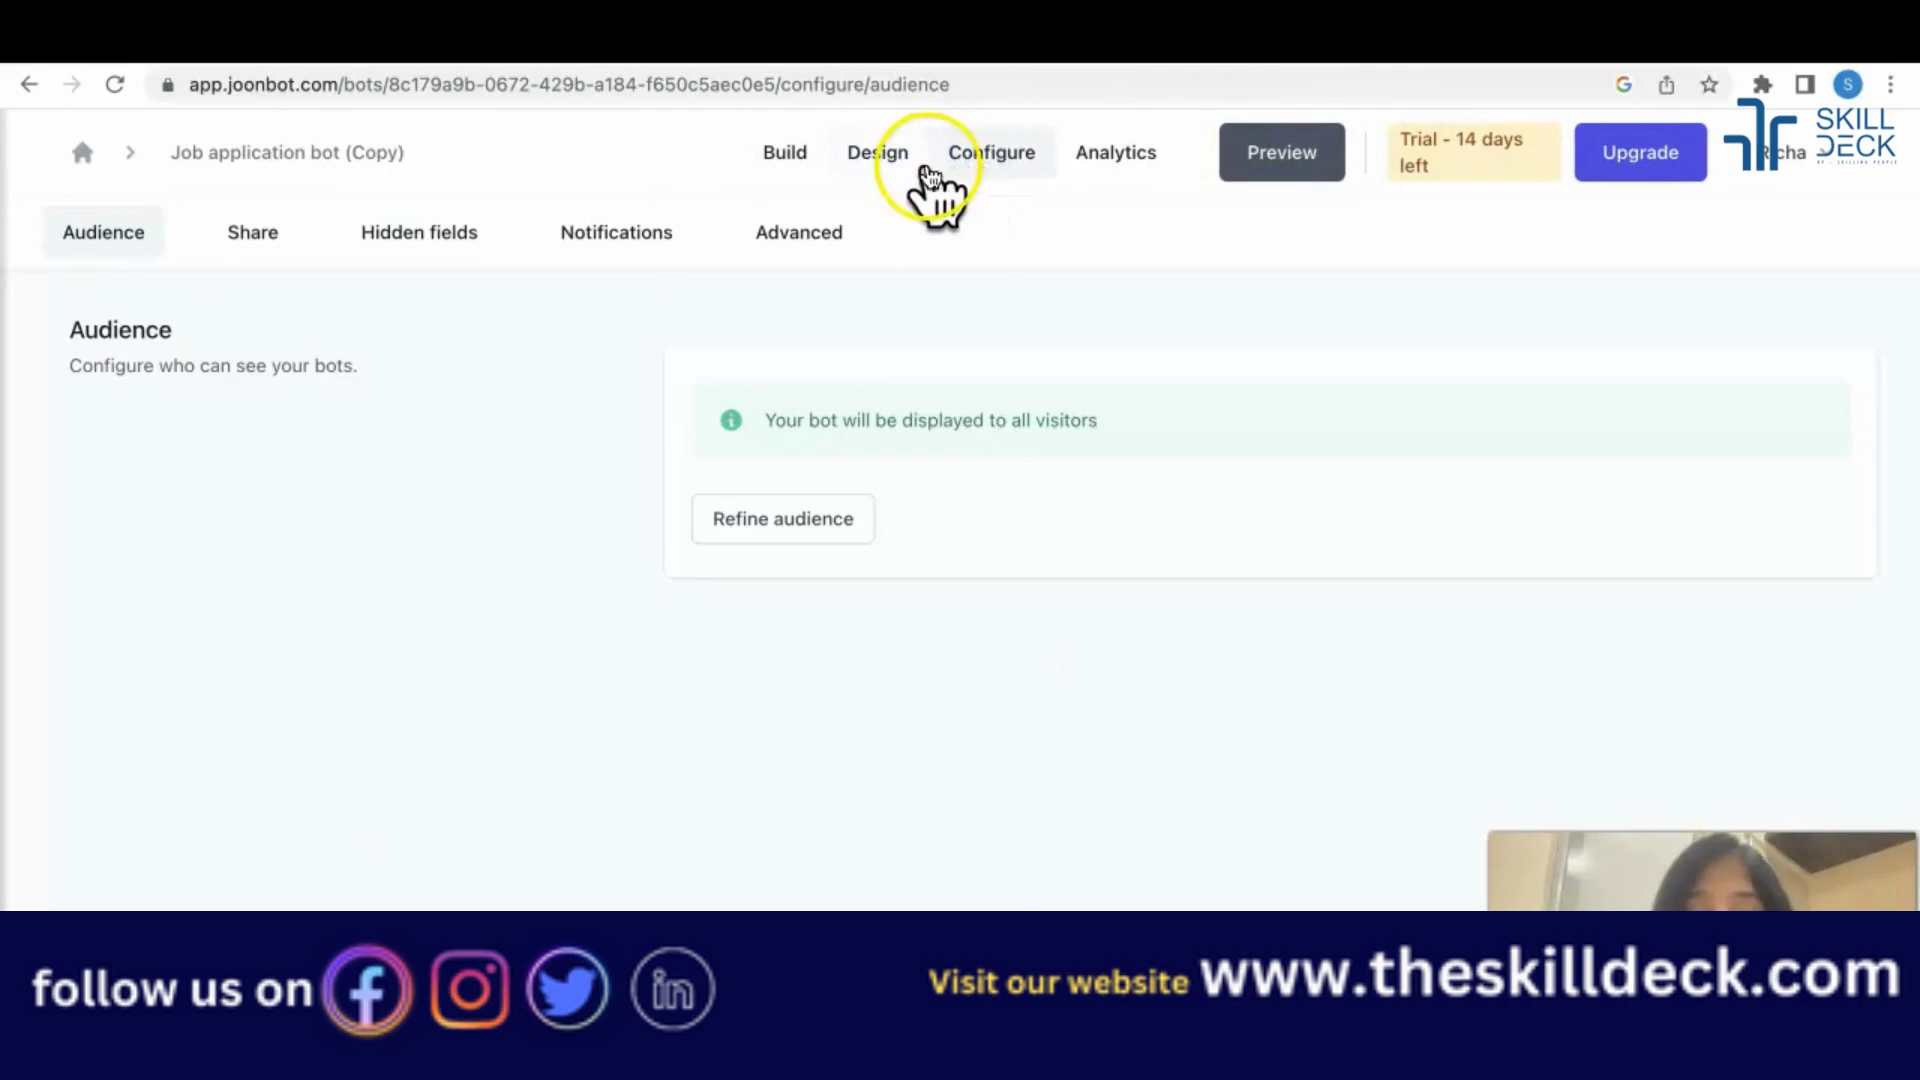 app.joonbot.com/bots/8c179a9b-0672-429b-a184-f650c5aec0e5/configure/audience
S
Job application bot (Copy)
Build
Design
Configure
Analytics
Preview
Trial - 14 days
left
Upgrade
SKILL
DECK
Audience
Share
Hidden fields
Notifications
Advanced
Audience
Configure who can see your bots.
Your bot will be displayed to all visitors
Refine audience
follow us on
Visit our website www.theskilldeck.com